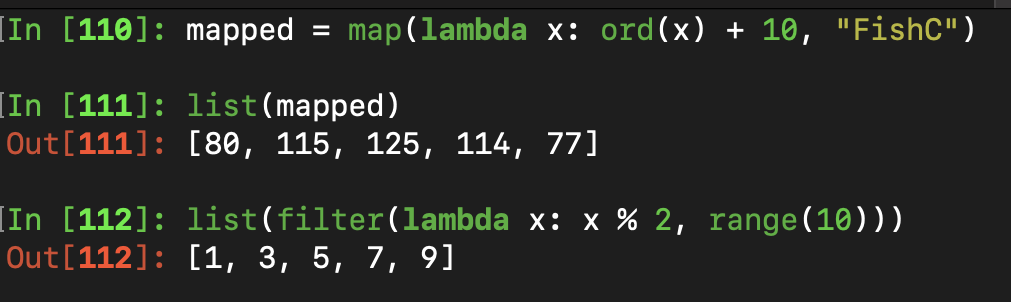 In [110]: mapped = map(lambda x: ord(x) + 10, "FishC")
In [111]: list(mapped)
Out[111]: [80, 115, 125, 114, 77]
In [112]: list(filter(lambda x: x % 2, range(10)))
Out[112]: [1, 3, 5, 7, 9]